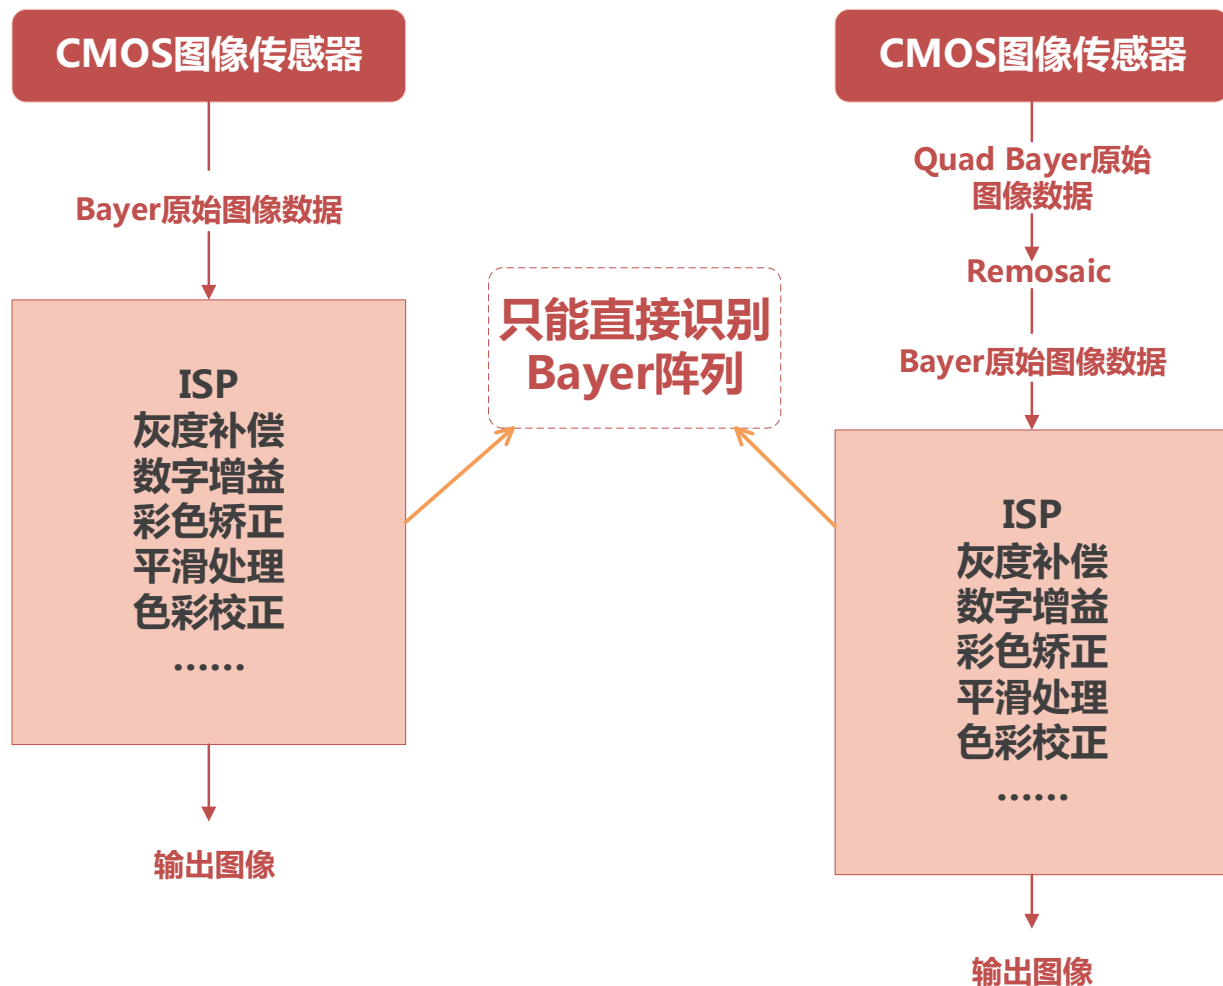 CMOS图像传感器
Bayer原始图像数据
ISP
灰度补偿
数字增益
彩色矫正
平滑处理
色彩校正
……
输出图像
只能直接识别
Bayer阵列
CMOS图像传感器
Quad Bayer原始
图像数据
Remosaic
Bayer原始图像数据
ISP
灰度补偿
数字增益
彩色矫正
平滑处理
色彩校正
……
输出图像